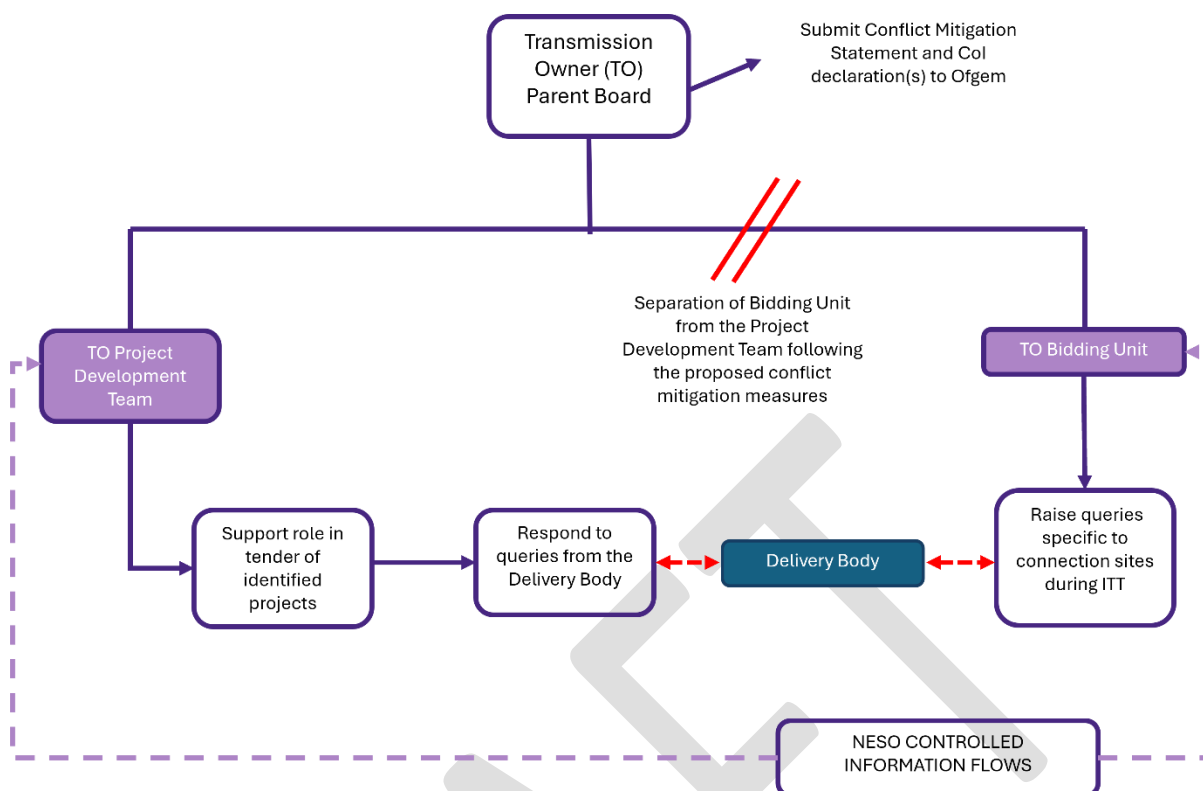 Transmission
Owner (TO)
Parent Board
Submit Conflict Mitigation
Statement and CoI
declaration(s) to Ofgem
Separation of Bidding Unit
from the Project
Development Team following
the proposed conflict
mitigation measures
TO Project
Development
Team
TO Bidding Unit
Support role in
tender of
identified
projects
Respond to
queries from the
Delivery Body
Delivery Body
Raise queries
specific to
connection sites
during ITT
NESO CONTROLLED
INFORMATION FLOWS